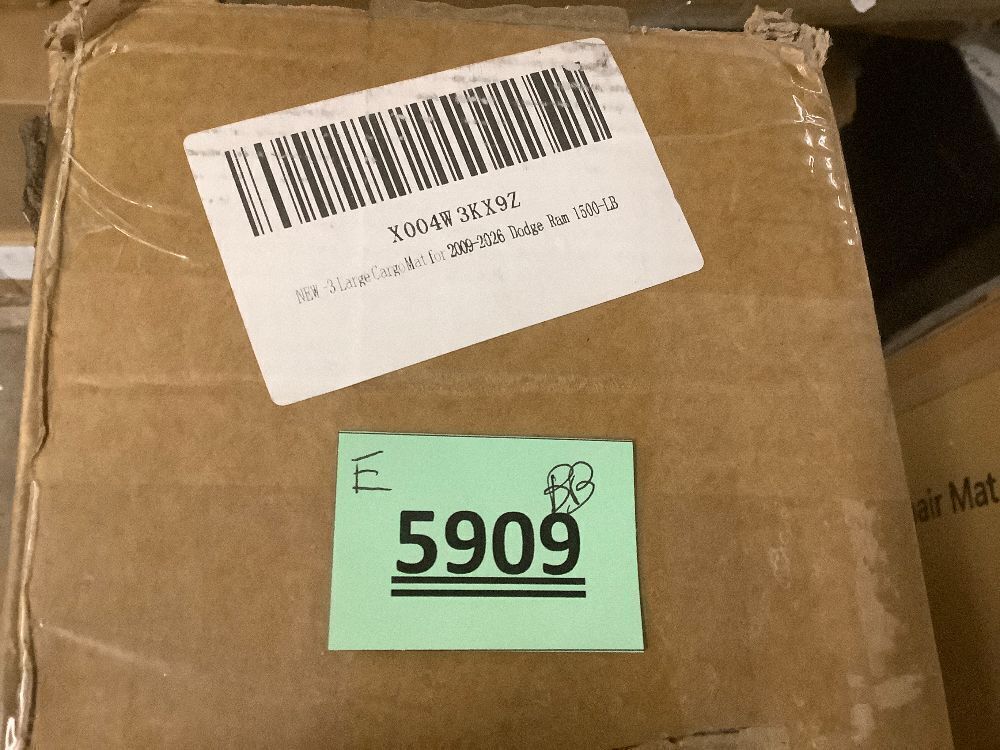 X004W3KX9Z
NEW -3 Large Cargo Mat for 2009-2026 Dodge Ram 1500-LB
E
BB
5909
air Mat